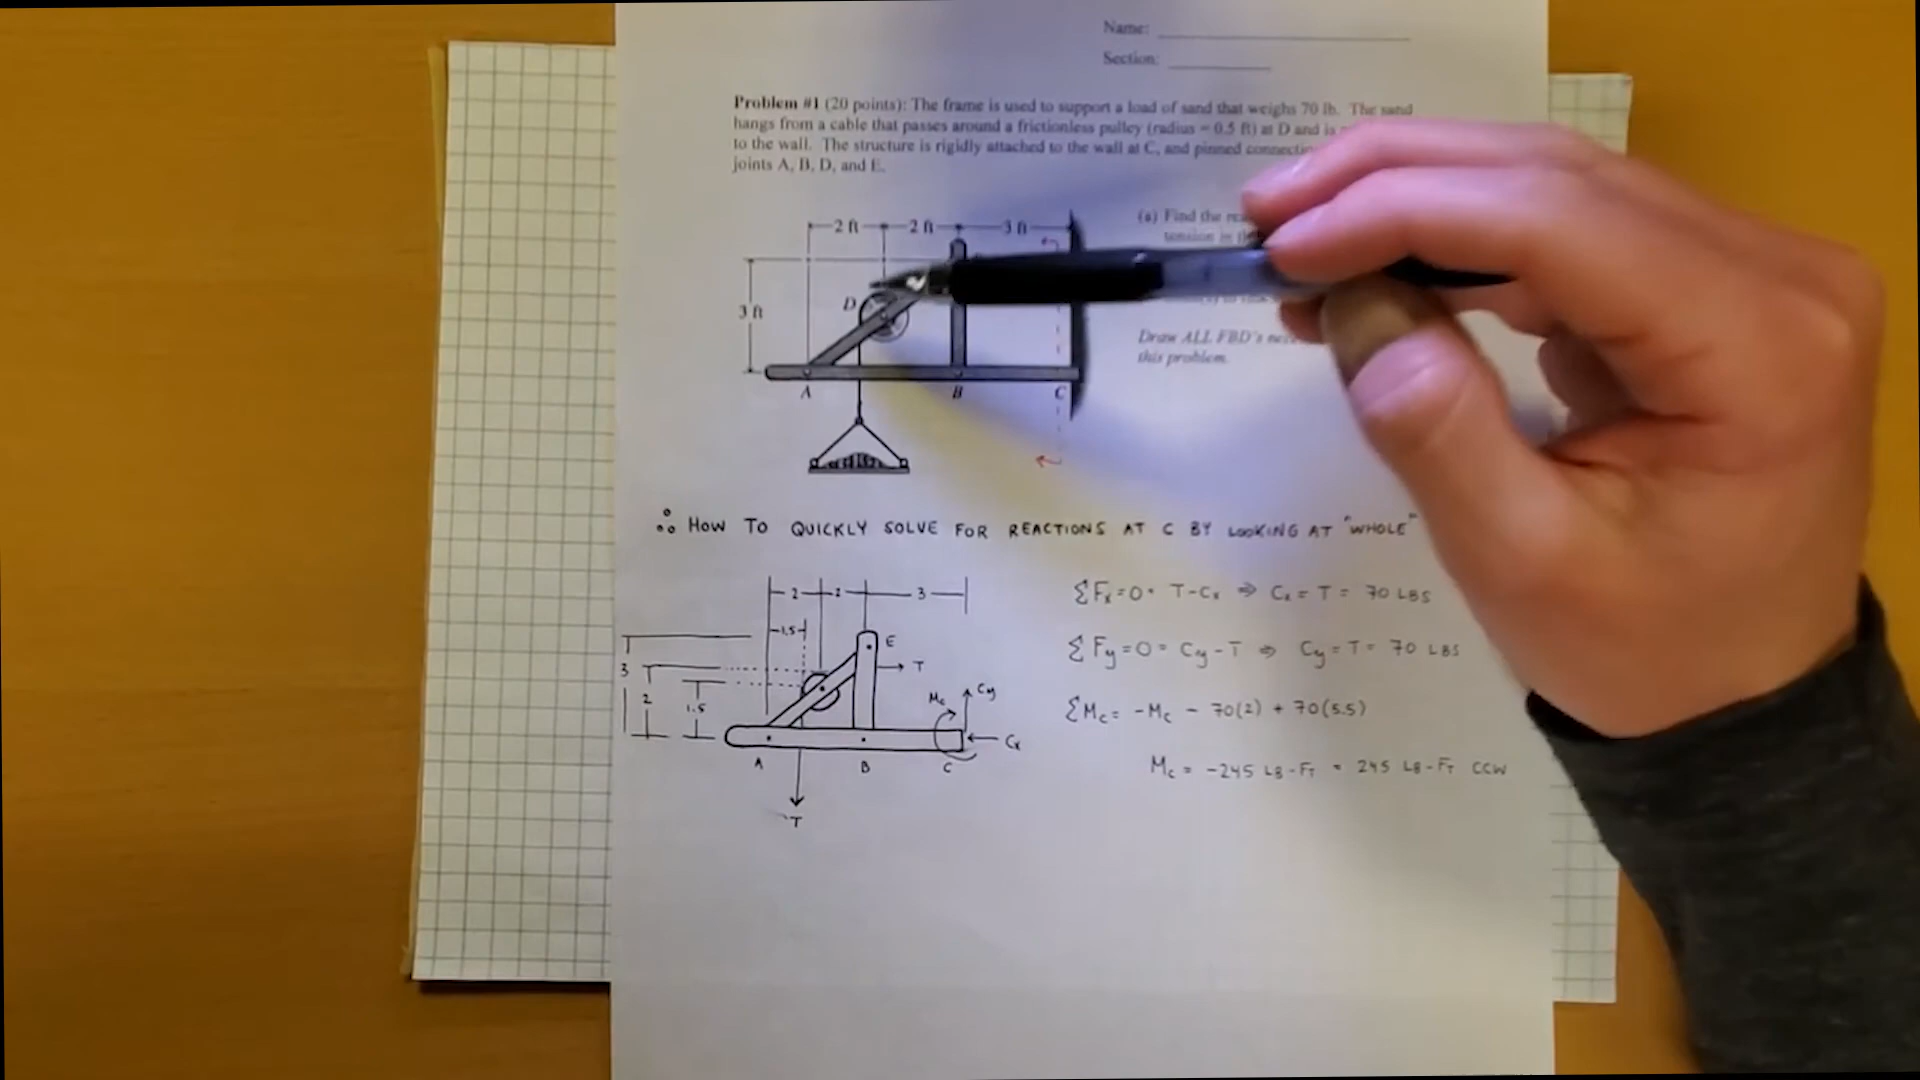 Name:
Section:
Problem #1 (20 points): The frame is used to support a load of sand that weighs 70 lb. The sand
hangs from a cable that passes around a frictionless pulley (radius = 0.5 ft) at D and is
to the wall. The structure is rigidly attached to the wall at C, and pinned
joints A, B, D, and E.
2 ft 2 ft 3 ft
(a) Find the
tension in
D
3 ft
Draw ALL FBD's
this problem.
A B C
∴ HOW TO QUICKLY SOLVE FOR REACTIONS AT C BY LOOKING AT "WHOLE"
2 2 3
ΣFx=0= T-Cx ⇒ Cx = T = 70 LBS
1.5
E
ΣFy=0= Cy-T ⇒ Cy=T= 70 LBS
3 2 1.5
T
Mc Cy
ΣMc= -Mc - 70(2) + 70(5.5)
Cx
A B C
Mc = -245 LB-FT = 245 LB-FT CCW
T